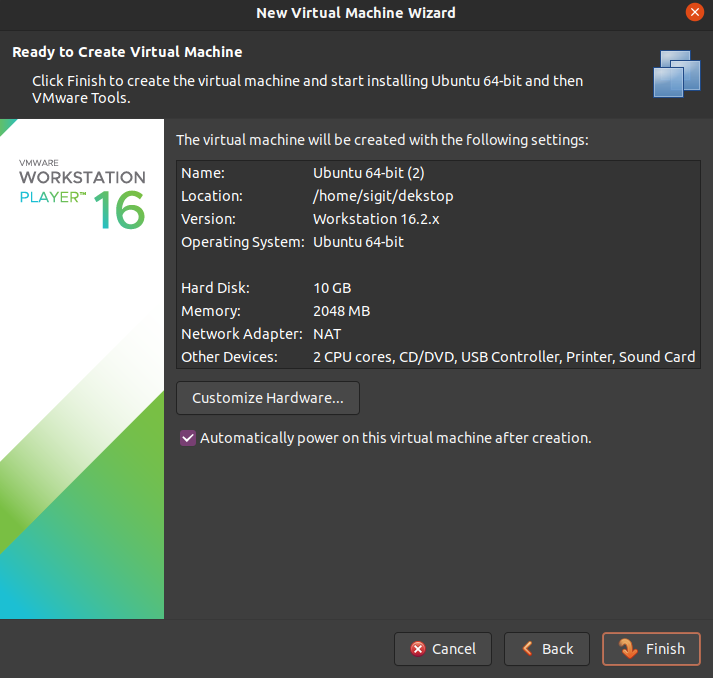 New Virtual Machine Wizard
Ready to Create Virtual Machine
Click Finish to create the virtual machine and start installing Ubuntu 64-bit and then
VMware Tools.
VMWARE
WORKSTATION
PLAYER™ 16
The virtual machine will be created with the following settings:
Name: Ubuntu 64-bit (2)
Location: /home/sigit/dekstop
Version: Workstation 16.2.x
Operating System: Ubuntu 64-bit
Hard Disk: 10 GB
Memory: 2048 MB
Network Adapter: NAT
Other Devices: 2 CPU cores, CD/DVD, USB Controller, Printer, Sound Card
Customize Hardware...
Automatically power on this virtual machine after creation.
Cancel Back Finish